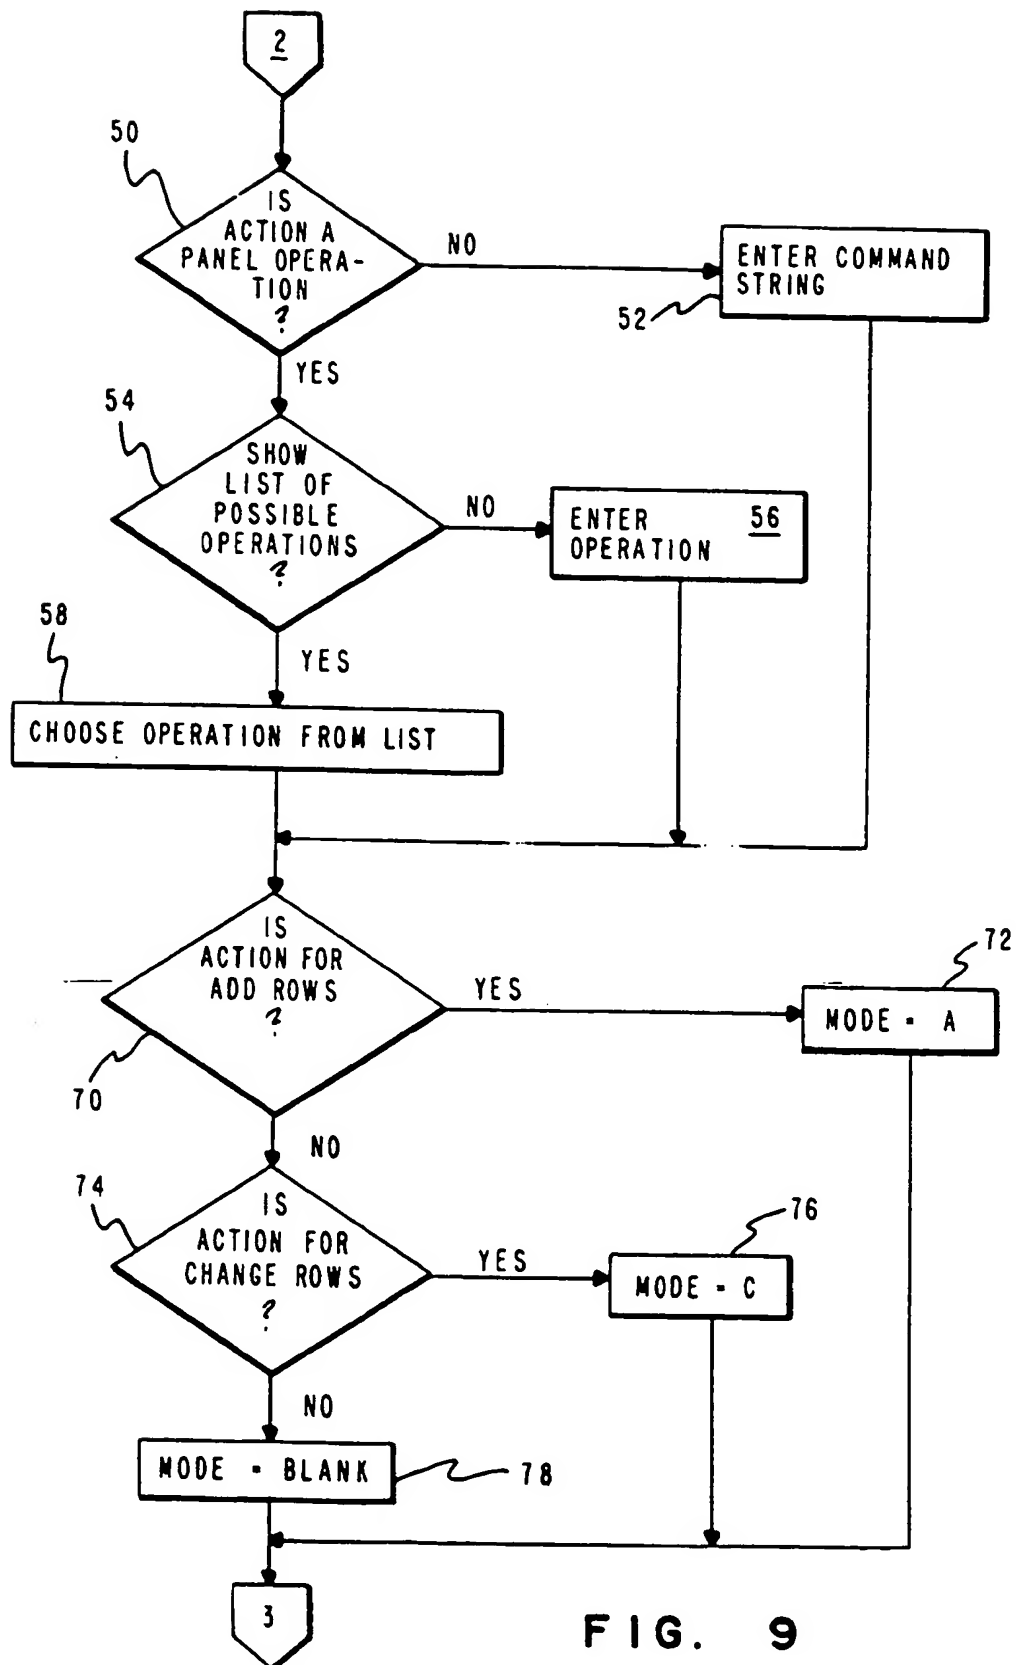 2
50
IS
ACTION A
PANEL OPERA-
TION
?
NO
ENTER COMMAND
STRING
52
YES
54
SHOW
LIST OF
POSSIBLE
OPERATIONS
?
NO
ENTER 56
OPERATION
58
YES
CHOOSE OPERATION FROM LIST
IS
ACTION FOR
ADD ROWS
?
YES
72
MODE = A
70
NO
74
IS
ACTION FOR
CHANGE ROWS
?
YES
76
MODE = C
NO
MODE = BLANK
78
3
FIG. 9